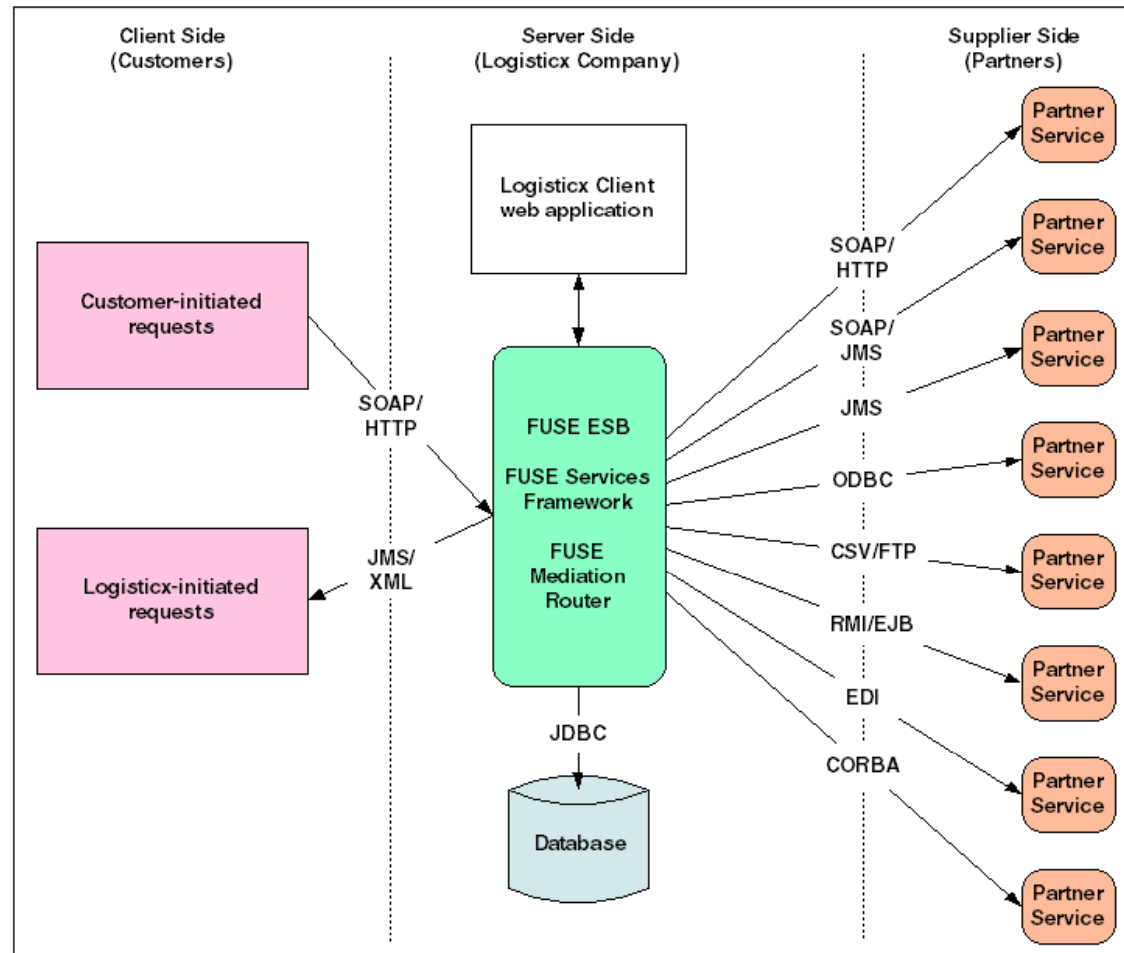 Client Side
(Customers)
Server Side
(Logisticx Company)
Supplier Side
(Partners)
Logisticx Client
web application
Customer-initiated
requests
Logisticx-initiated
requests
SOAP/
HTTP
JMS/
XML
FUSE ESB
FUSE Services
Framework
FUSE
Mediation
Router
JDBC
Database
SOAP/
HTTP
SOAP/
JMS
JMS
ODBC
CSV/FTP
RMI/EJB
EDI
CORBA
Partner
Service
Partner
Service
Partner
Service
Partner
Service
Partner
Service
Partner
Service
Partner
Service
Partner
Service